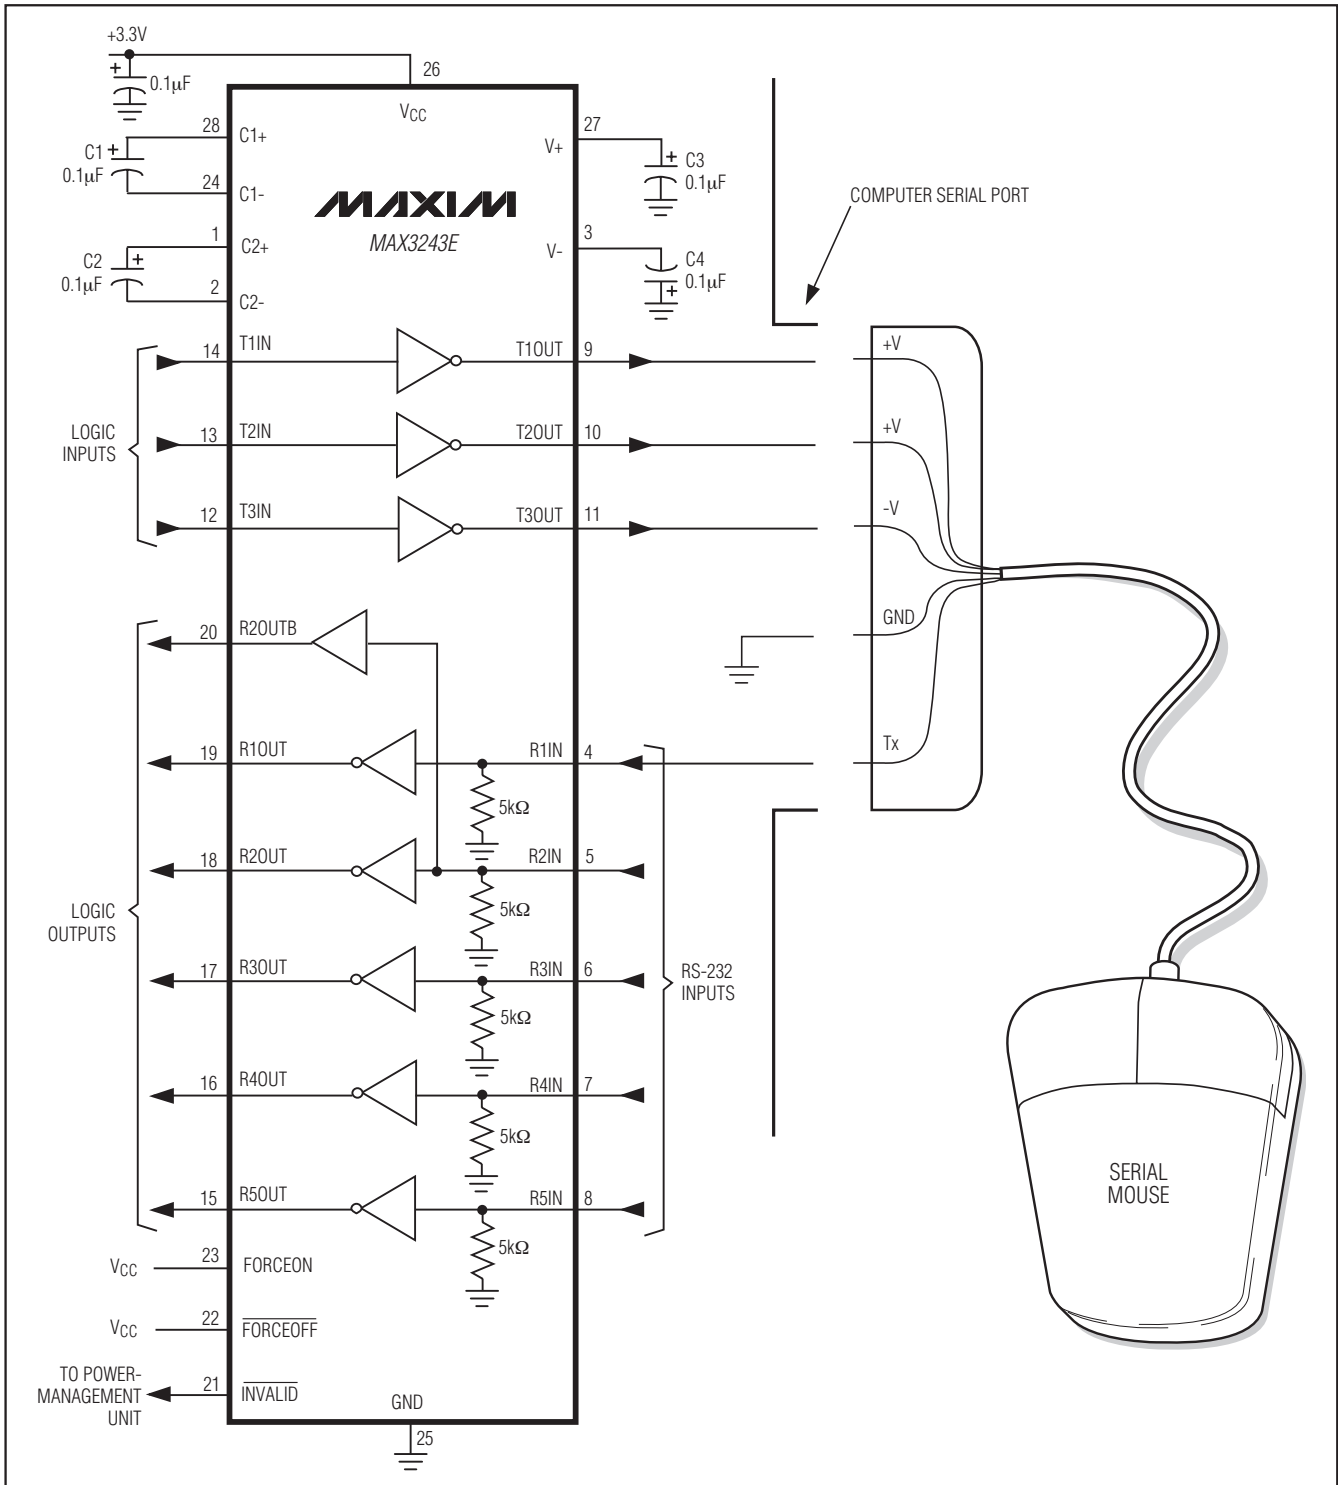 +3.3V
0.1µF
26
VCC
28
C1+
C1
0.1µF
24
C1-
27
V+
C3
0.1µF
MAXIM
MAX3243E
1
C2+
C2
0.1µF
2
C2-
3
V-
C4
0.1µF
COMPUTER SERIAL PORT
LOGIC
INPUTS
14
T1IN
T1OUT
9
+V
13
T2IN
T2OUT
10
+V
12
T3IN
T3OUT
11
-V
20
R2OUTB
GND
19
R1OUT
R1IN
4
Tx
5kΩ
18
R2OUT
R2IN
5
5kΩ
LOGIC
OUTPUTS
17
R3OUT
R3IN
6
5kΩ
RS-232
INPUTS
16
R4OUT
R4IN
7
5kΩ
15
R5OUT
R5IN
8
5kΩ
SERIAL
MOUSE
VCC
23
FORCEON
VCC
22
FORCEOFF
TO POWER-
MANAGEMENT
UNIT
21
INVALID
GND
25
+
+
+
+
+